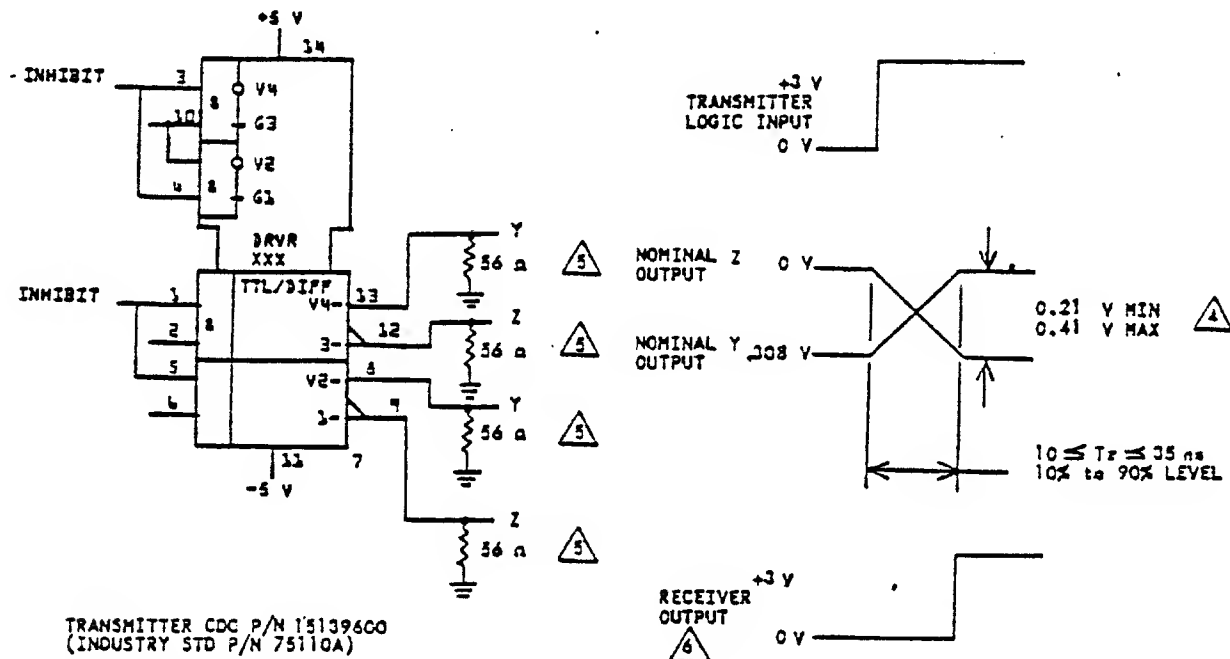 +5 V
14
- INHIBIT
3
&
V4
10
G3
V2
4
&
G1
DRVR
XXX
TTL/DIFF
INHIBIT
1
&
2
5
6
V4-
13
3-
12
V2-
8
1-
9
11
7
-5 V
Y
56 Ω
5
Z
56 Ω
5
Y
56 Ω
5
Z
56 Ω
5
TRANSMITTER CDC P/N 15139600
(INDUSTRY STD P/N 75110A)
+3 V
TRANSMITTER
LOGIC INPUT
0 V
NOMINAL Z
OUTPUT
0 V
NOMINAL Y
OUTPUT
.308 V
0.21 V MIN
0.41 V MAX
4
10 ≤ Tr ≤ 35 ns
10% to 90% LEVEL
+3 V
RECEIVER
OUTPUT
6
0 V